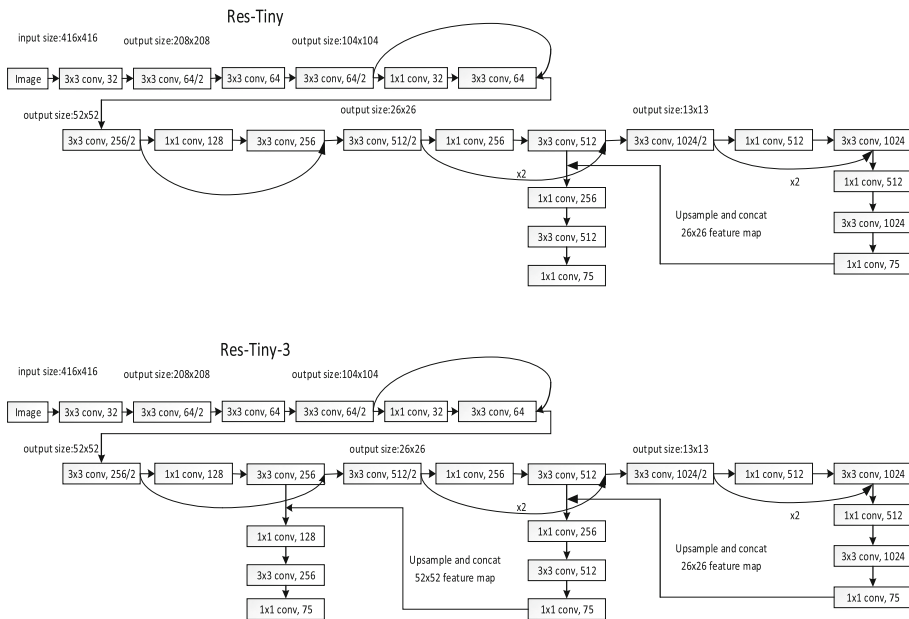 Res-Tiny
input size:416x416
output size:208x208
output size:104x104
Image
3x3 conv, 32
3x3 conv, 64/2
3x3 conv, 64
3x3 conv, 64/2
1x1 conv, 32
3x3 conv, 64
output size:52x52
output size:26x26
output size:13x13
3x3 conv, 256/2
1x1 conv, 128
3x3 conv, 256
3x3 conv, 512/2
1x1 conv, 256
3x3 conv, 512
3x3 conv, 1024/2
1x1 conv, 512
3x3 conv, 1024
x2
x2
1x1 conv, 256
3x3 conv, 512
1x1 conv, 75
Upsample and concat
26x26 feature map
1x1 conv, 512
3x3 conv, 1024
1x1 conv, 75
Res-Tiny-3
input size:416x416
output size:208x208
output size:104x104
Image
3x3 conv, 32
3x3 conv, 64/2
3x3 conv, 64
3x3 conv, 64/2
1x1 conv, 32
3x3 conv, 64
output size:52x52
output size:26x26
output size:13x13
3x3 conv, 256/2
1x1 conv, 128
3x3 conv, 256
3x3 conv, 512/2
1x1 conv, 256
3x3 conv, 512
3x3 conv, 1024/2
1x1 conv, 512
3x3 conv, 1024
x2
x2
1x1 conv, 128
3x3 conv, 256
1x1 conv, 75
Upsample and concat
52x52 feature map
1x1 conv, 256
3x3 conv, 512
1x1 conv, 75
Upsample and concat
26x26 feature map
1x1 conv, 512
3x3 conv, 1024
1x1 conv, 75